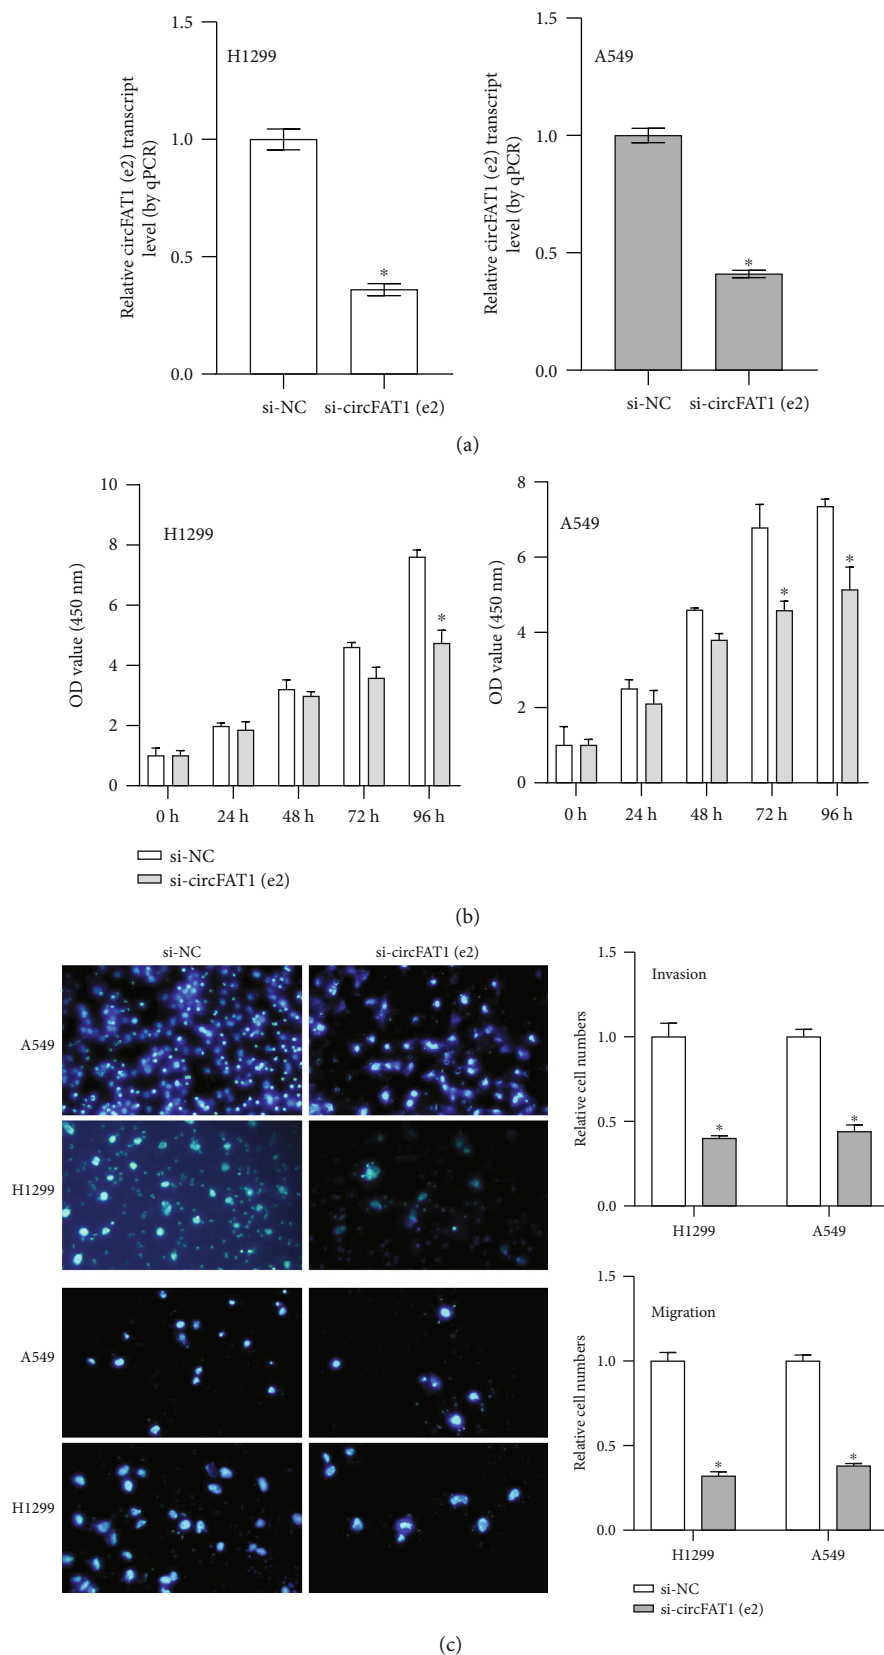 H1299
Relative circFAT1 (e2) transcript
level (by qPCR)
1.5
1.0
0.5
0.0
si-NC
si-circFAT1 (e2)
A549
Relative circFAT1 (e2) transcript
level (by qPCR)
1.5
1.0
0.5
0.0
*
*
si-NC
si-circFAT1 (e2)
(a)
H1299
OD value (450 nm)
10
8
6
4
2
0
*
0 h
24 h
48 h
72 h
96 h
si-NC
si-circFAT1 (e2)
A549
OD value (450 nm)
8
6
4
2
0
*
*
0 h
24 h
48 h
72 h
96 h
(b)
si-NC
si-circFAT1 (e2)
A549
H1299
A549
H1299
Invasion
Relative cell numbers
1.5
1.0
0.5
0.0
*
*
H1299
A549
Migration
Relative cell numbers
1.5
1.0
0.5
0.0
*
*
H1299
A549
si-NC
si-circFAT1 (e2)
(c)